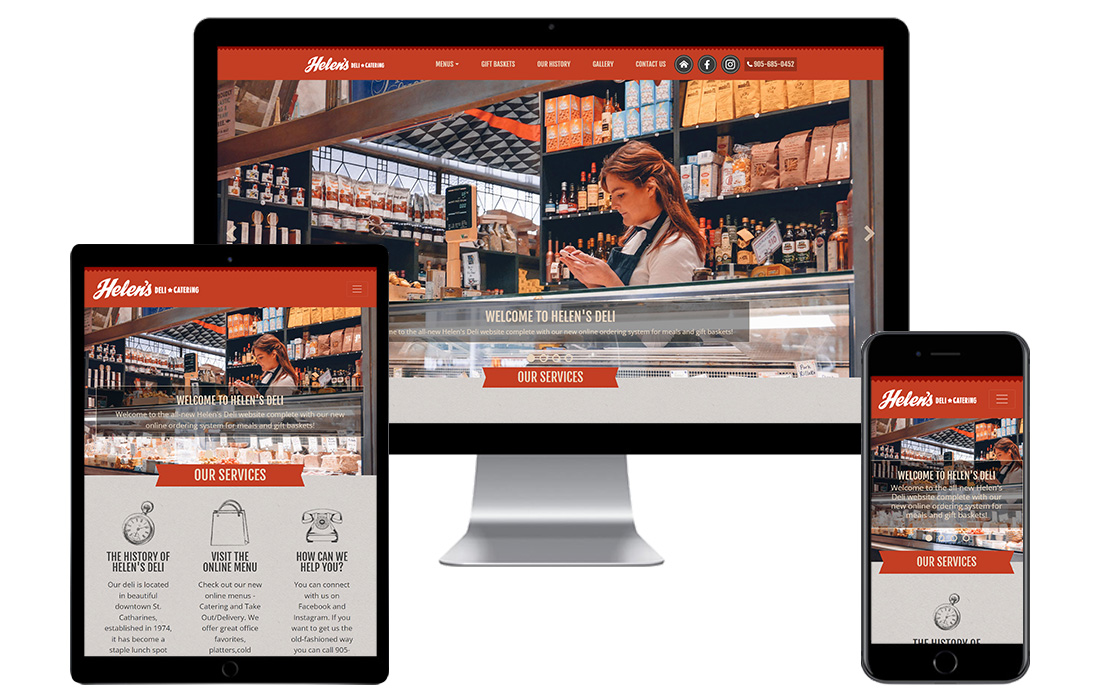 Helen's DELI ★ CATERING
MENUS
GIFT BASKETS
OUR HISTORY
GALLERY
CONTACT US
905-685-0452
WELCOME TO HELEN'S DELI
to the all-new Helen's Deli website complete with our new online ordering system for meals and gift baskets!
OUR SERVICES
Helen's DELI ★ CATERING
WELCOME TO HELEN'S DELI
Welcome to the all-new Helen's Deli website complete with our new
online ordering system for meals and gift baskets!
OUR SERVICES
THE HISTORY OF
HELEN'S DELI
Our deli is located
in beautiful
downtown St.
Catharines,
established in 1974,
it has become a
staple lunch spot
VISIT THE
ONLINE MENU
Check out our new
online menus -
Catering and Take
Out/Delivery. We
offer great office
favorites,
platters,cold
HOW CAN WE
HELP YOU?
You can connect
with us on
Facebook and
Instagram. If you
want to get us the
old-fashioned way
you can call 905-
Helen's DELI ★ CATERING
WELCOME TO HELEN'S DELI
Welcome to the all-new Helen's
Deli website complete with our
new online ordering system for
meals and gift baskets!
OUR SERVICES
THE HISTORY OF